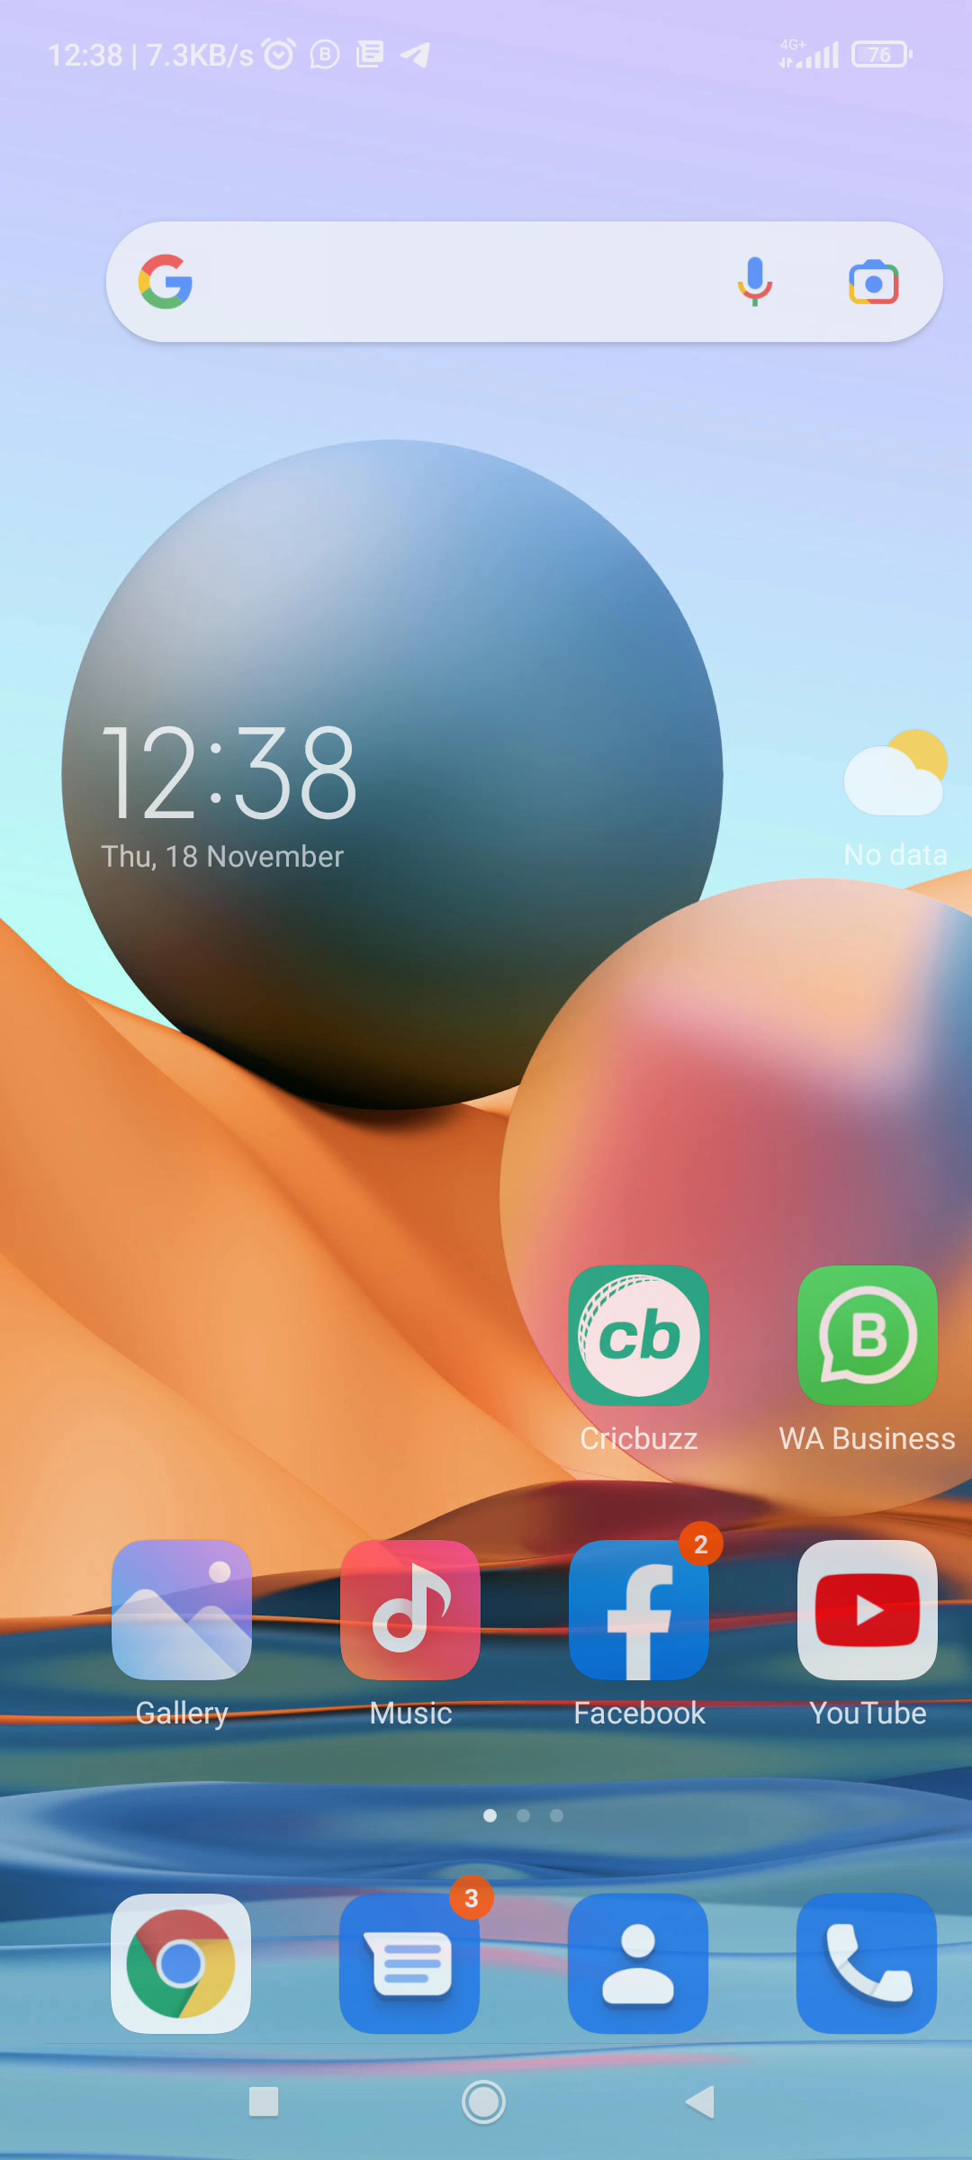 12:38 | 7.3KB/s
4G+
76
12:38
Thu, 18 November
No data
cb
Cricbuzz
B
WA Business
2
Gallery
Music
Facebook
YouTube
3